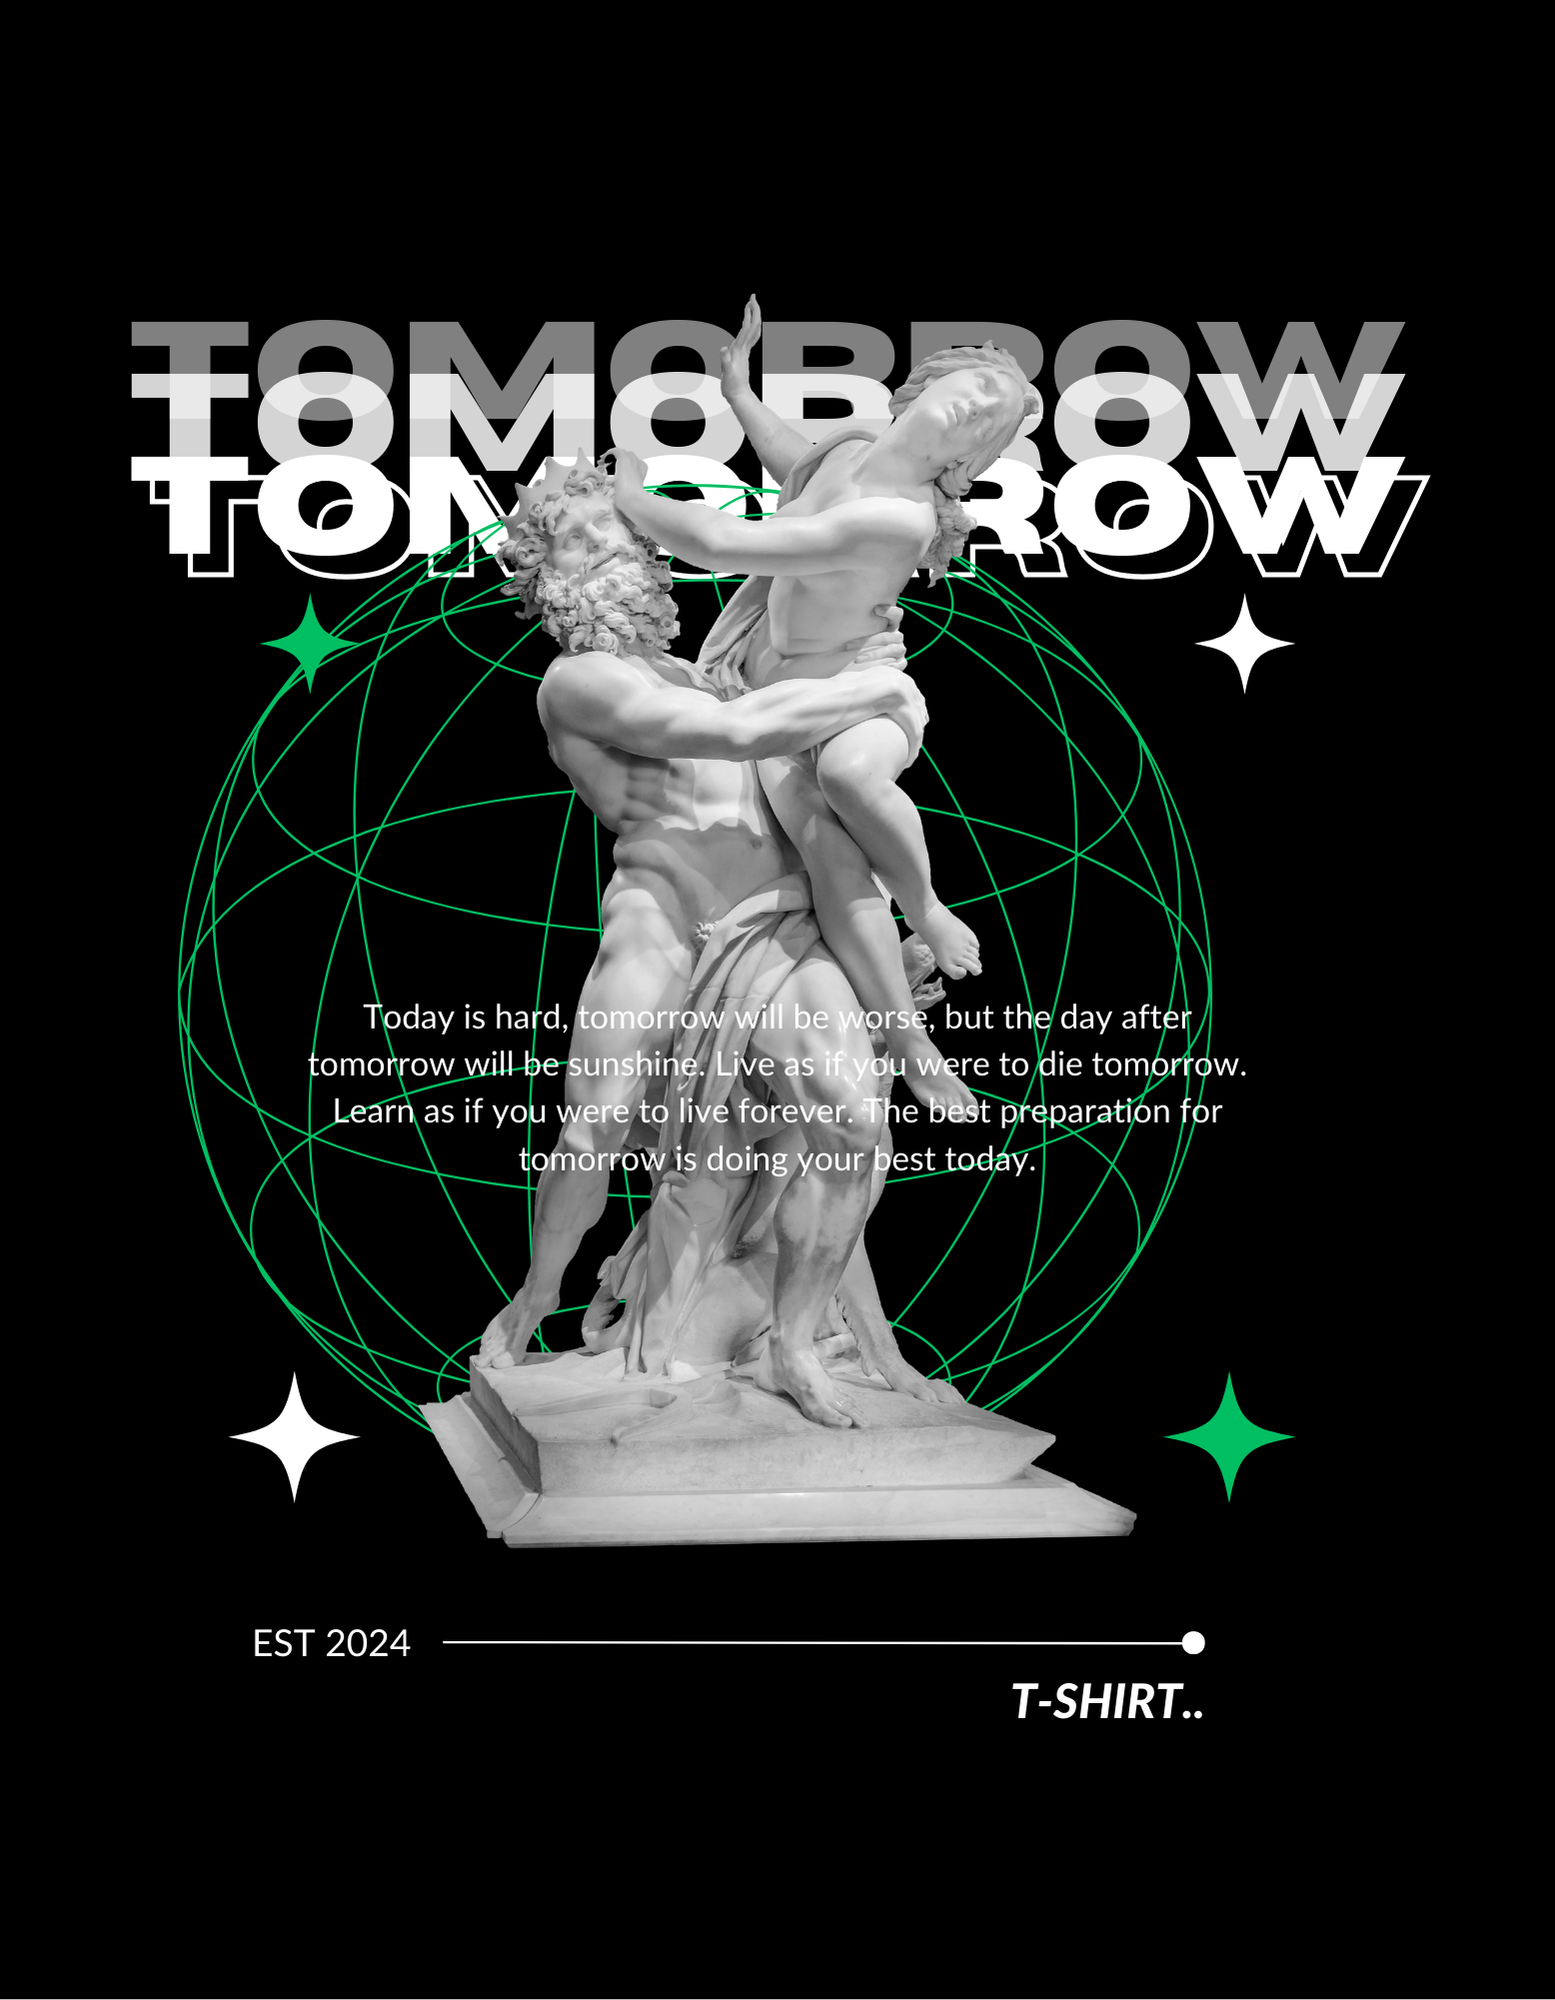 TOMORROW
TOMORROW
TOMORROW
TOMORROW
Today is hard, tomorrow will be worse, but the day after
tomorrow will be sunshine. Live as if you were to die tomorrow.
Learn as if you were to live forever. The best preparation for
tomorrow is doing your best today.
EST 2024
T-SHIRT..